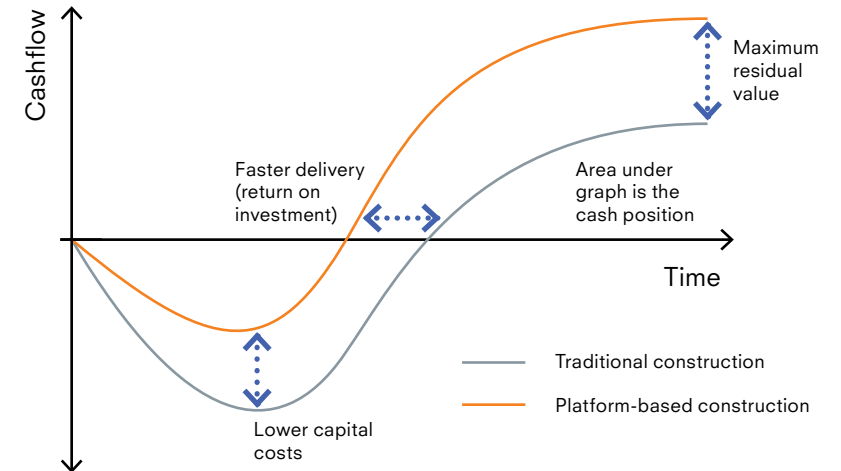 Cashflow
Maximum
residual
value
Faster delivery
(return on
investment)
Area under
graph is the
cash position
Time
Traditional construction
Platform-based construction
Lower capital
costs